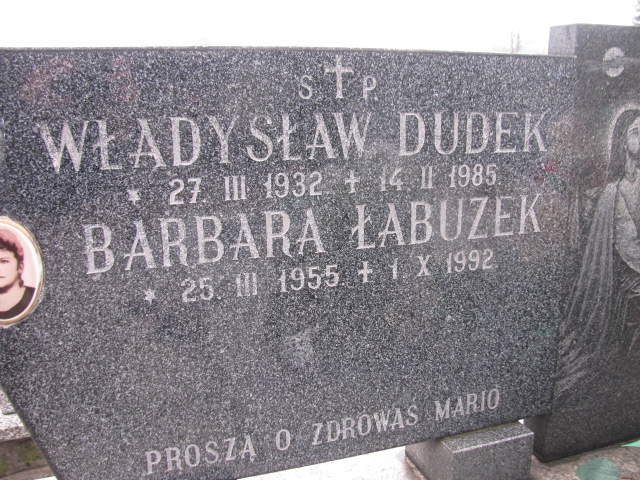 Ś † P.
WŁADYSŁAW DUDEK
* 27. III 1932 + 14. II 1985
BARBARA ŁABUZEK
* 25. III 1955. + 1 X 1992
PROSZĄ O ZDROWAŚ MARIO